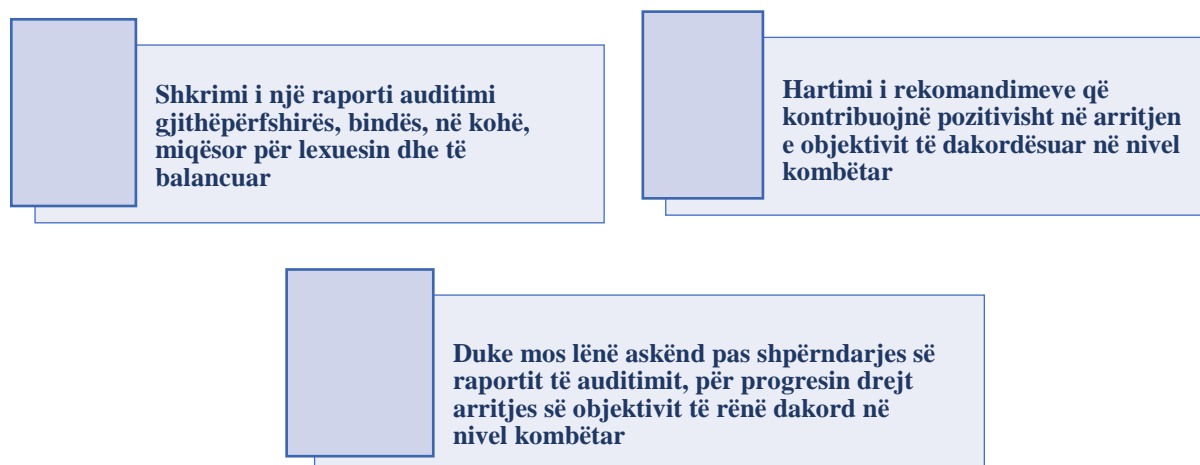 Shkrimi i një raporti auditimi
gjithëpërfshirës, bindës, në kohë,
miqësor për lexuesin dhe të
balancuar
Hartimi i rekomandimeve që
kontribuojnë pozitivisht në arritjen
e objektivit të dakordësuar në nivel
kombëtar
Duke mos lënë askënd pas shpërndarjes së
raportit të auditimit, për progresin drejt
arritjes së objektivit të rënë dakord në
nivel kombëtar